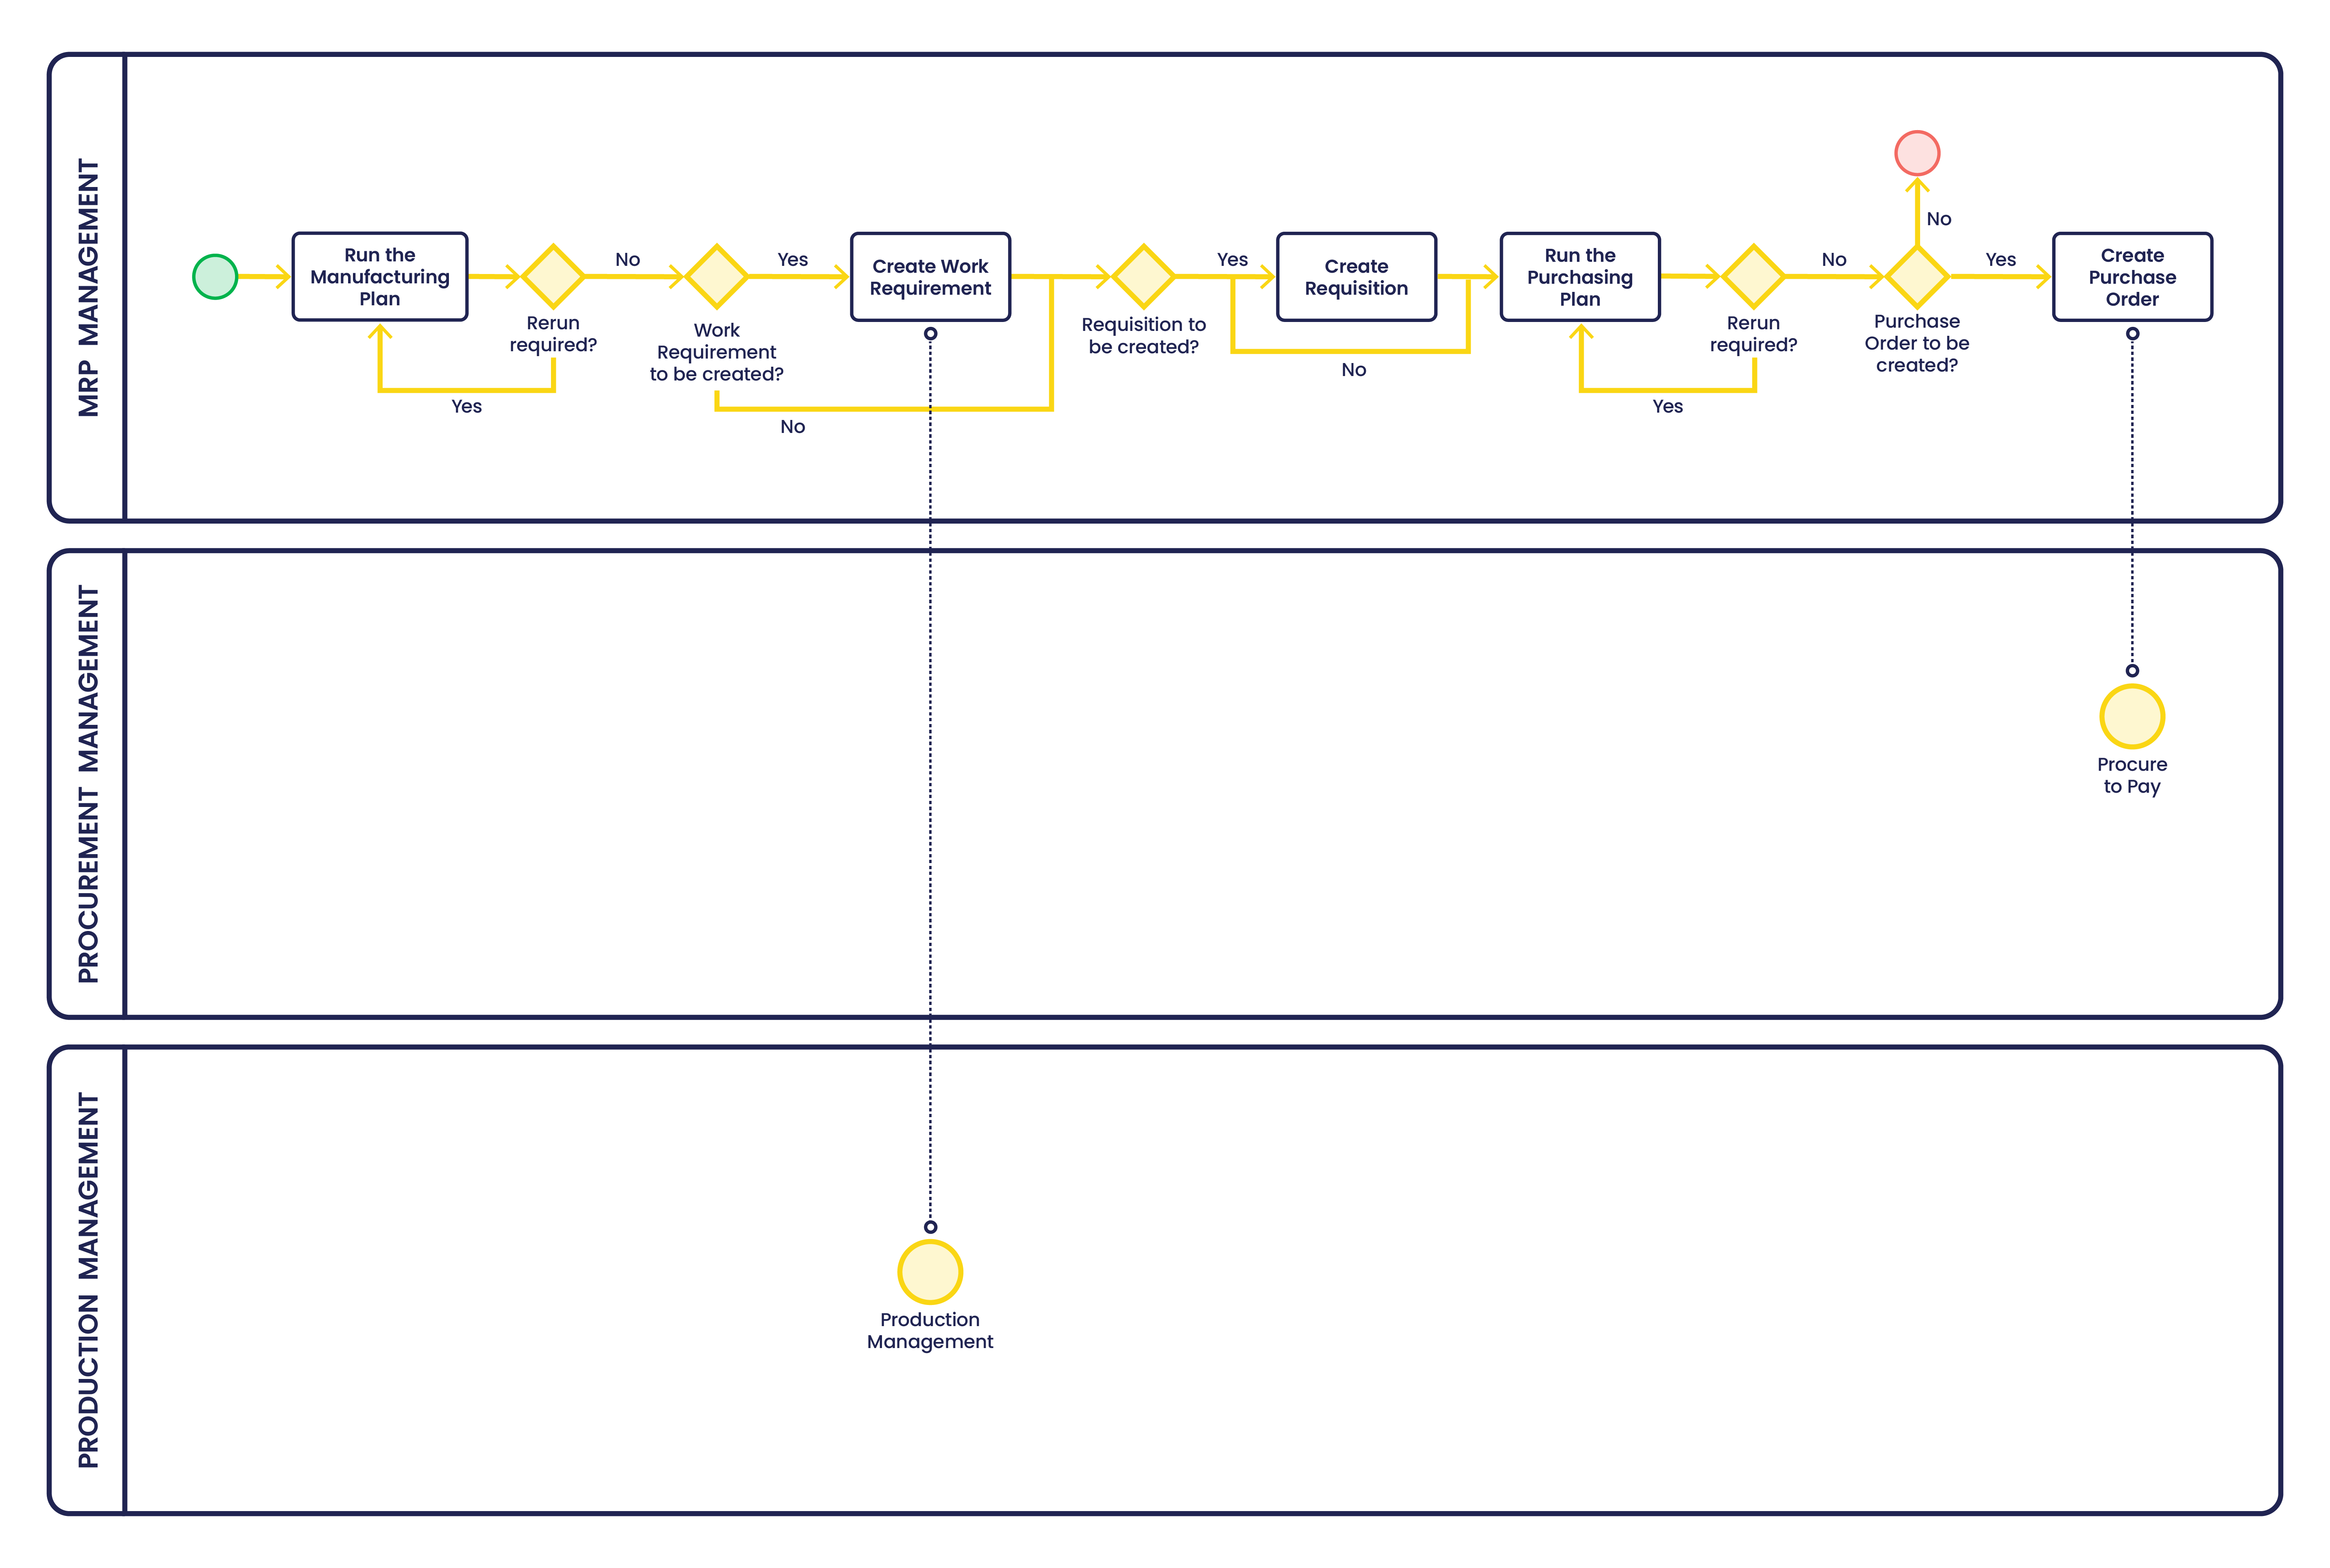 MRP MANAGEMENT
Run the
Manufacturing
Plan
Rerun
required?
Yes
No
Work
Requirement
to be created?
No
Yes
Create Work
Requirement
Requisition to
be created?
Yes
No
Create
Requisition
Run the
Purchasing
Plan
Rerun
required?
Yes
No
Purchase
Order to be
created?
No
Yes
Create
Purchase
Order
PROCUREMENT MANAGEMENT
Procure
to Pay
PRODUCTION MANAGEMENT
Production
Management